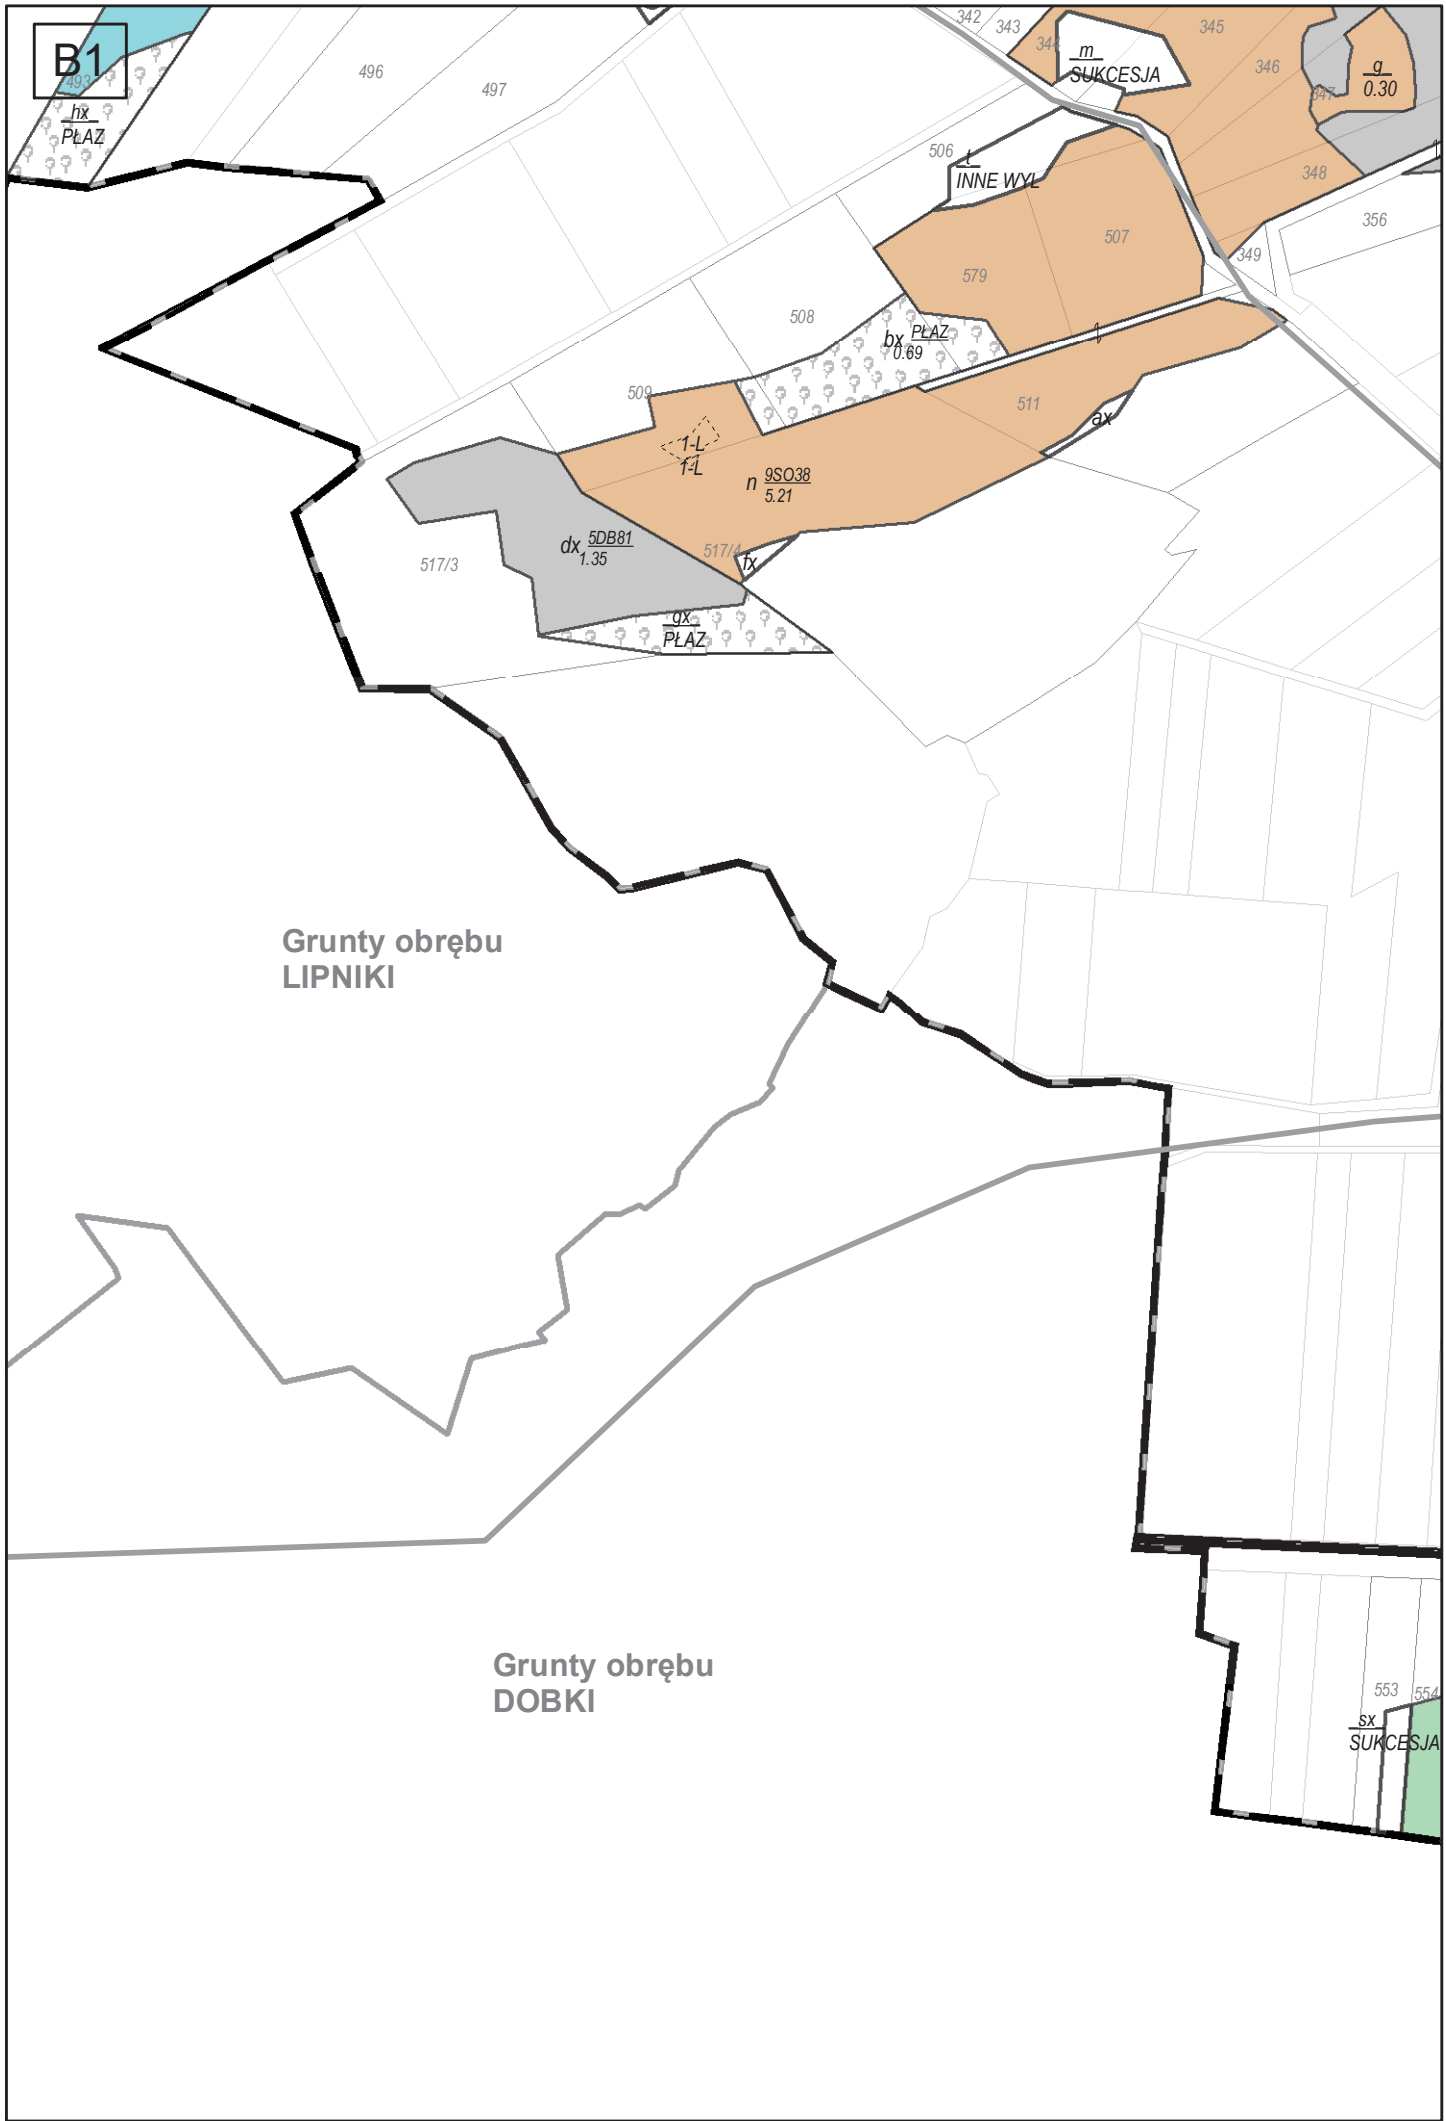 B1
493
hx
PŁAZ
496
497
342
343
344
m
SUKCESJA
345
346
347
g
0.30
348
349
356
506
t
INNE WYL
507
579
508
bx PŁAZ
0.69
509
511
ax
1-L
1-L
n 9SO38
5.21
dx 5DB81
1.35
517/3
517/4
fx
gx
PŁAZ
Grunty obrębu
LIPNIKI
Grunty obrębu
DOBKI
553
554
sx
SUKCESJA